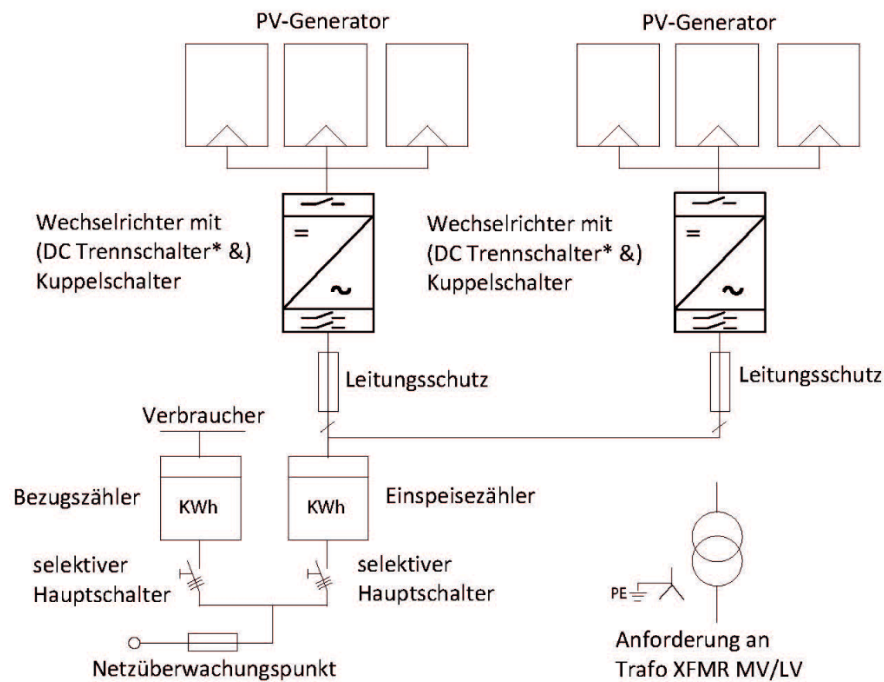 PV-Generator
PV-Generator
Wechselrichter mit
(DC Trennschalter* &)
Kuppelschalter
Wechselrichter mit
(DC Trennschalter* &)
Kuppelschalter
Leitungsschutz
Leitungsschutz
Verbraucher
Bezugszähler
KWh
KWh
Einspeisezähler
selektiver
Hauptschalter
selektiver
Hauptschalter
PE
Netzüberwachungspunkt
Anforderung an
Trafo XFMR MV/LV